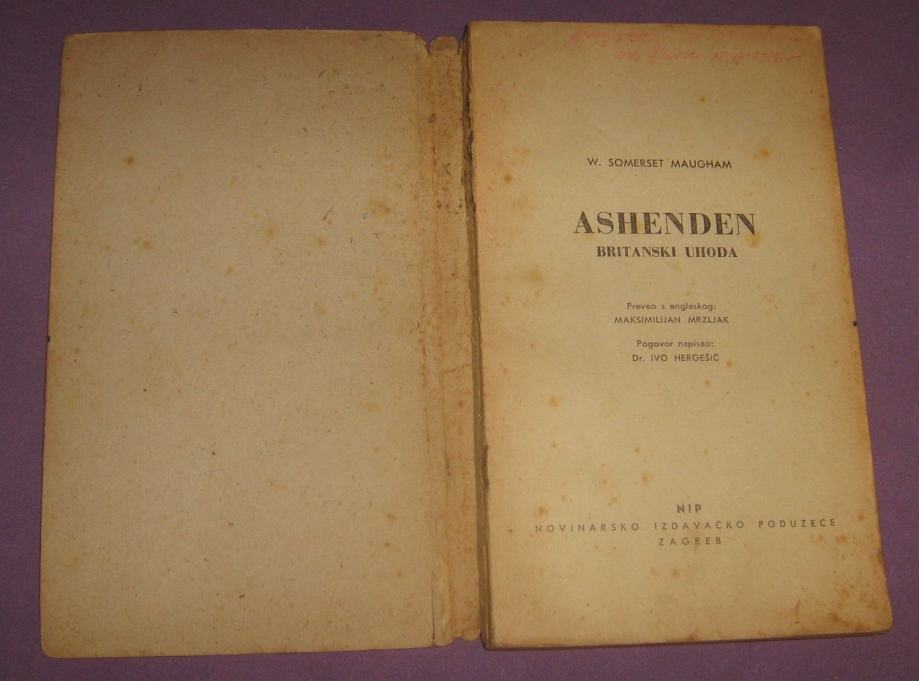 W. SOMERSET MAUGHAM
ASHENDEN
BRITANSKI UHODA
Preveo s engleskog:
MAKSIMILIJAN MRZLJAK
Pogovor napisao:
Dr. IVO HERGEŠIĆ
NIP
NOVINARSKO IZDAVAČKO PODUZEĆE
ZAGREB